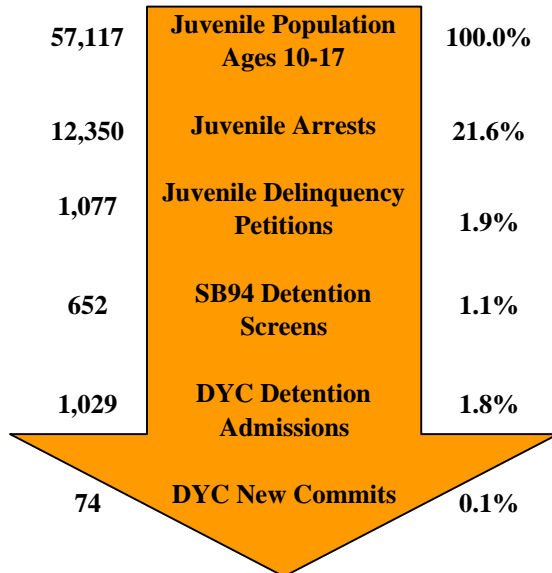 57,117 Juvenile Population 100.0%
Ages 10-17
12,350 Juvenile Arrests 21.6%
1,077 Juvenile Delinquency
Petitions 1.9%
652 SB94 Detention 1.1%
Screens
1,029 DYC Detention 1.8%
Admissions
74 DYC New Commits 0.1%